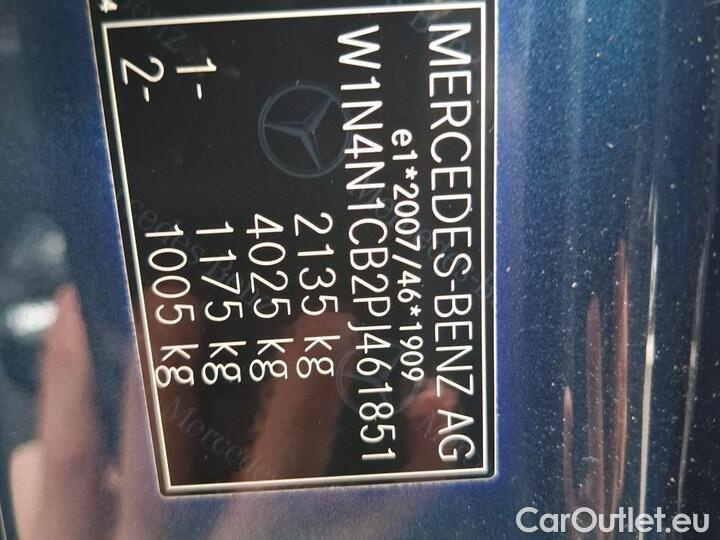 MERCEDES-BENZ AG
e1*2007/46*1909
W1N4N1CB2PJ461851
2135 kg
4025 kg
1- 1175 kg
2- 1005 kg
CarOutlet.eu